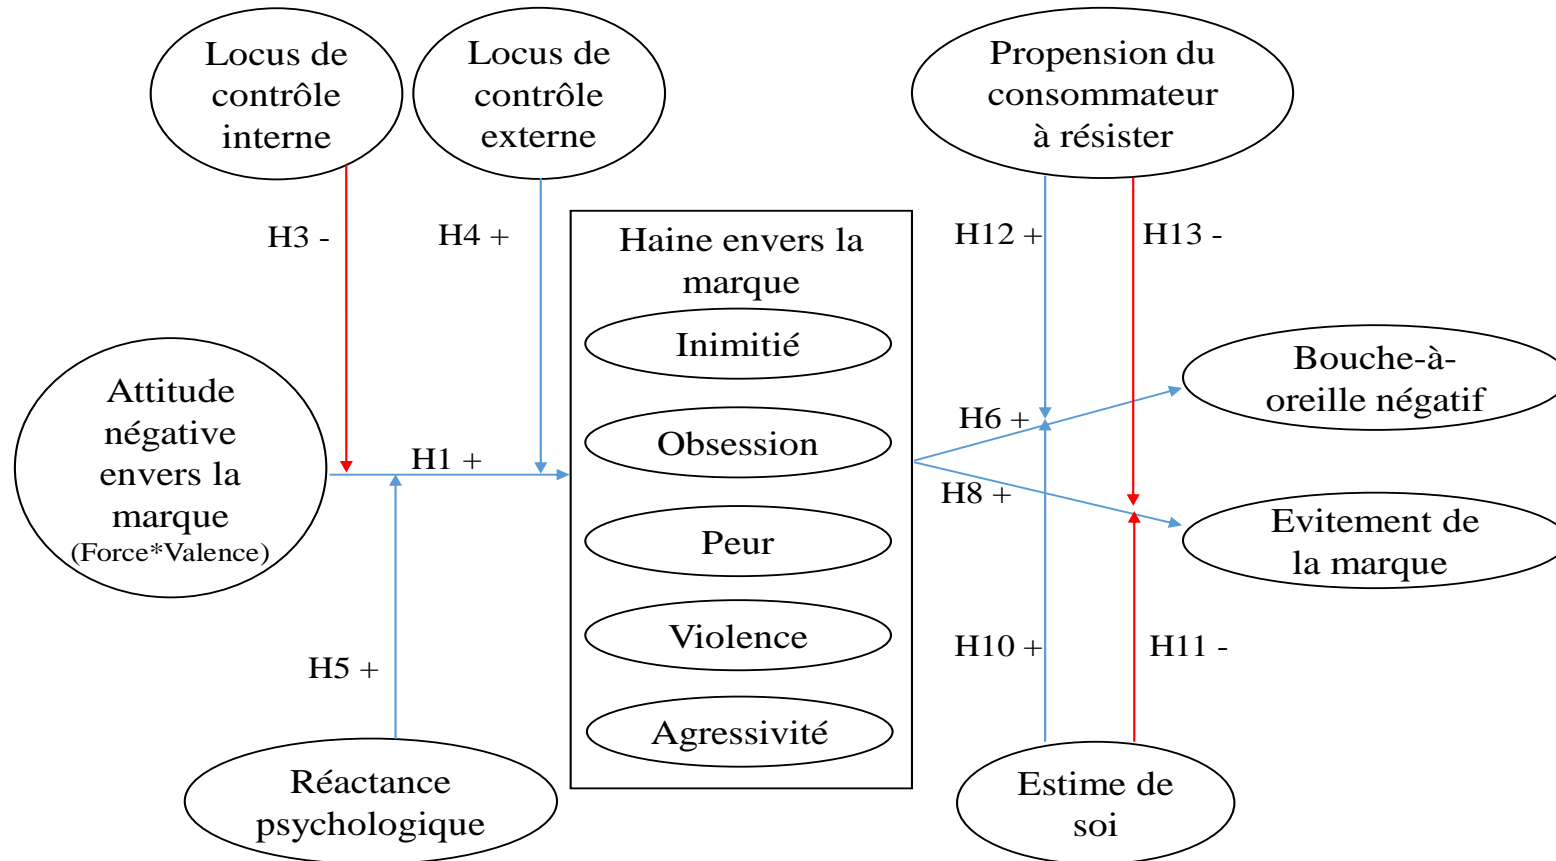 Locus de
contrôle
interne
Locus de
contrôle
externe
Propension du
consommateur
à résister
H3 -
H4 +
H12 +
H13 -
Haine envers la
marque
Inimitié
Obsession
Peur
Violence
Agressivité
Attitude
négative
envers la
marque
(Force*Valence)
H1 +
H5 +
H6 +
H8 +
Bouche-à-
oreille négatif
Evitement de
la marque
H10 +
H11 -
Réactance
psychologique
Estime de
soi